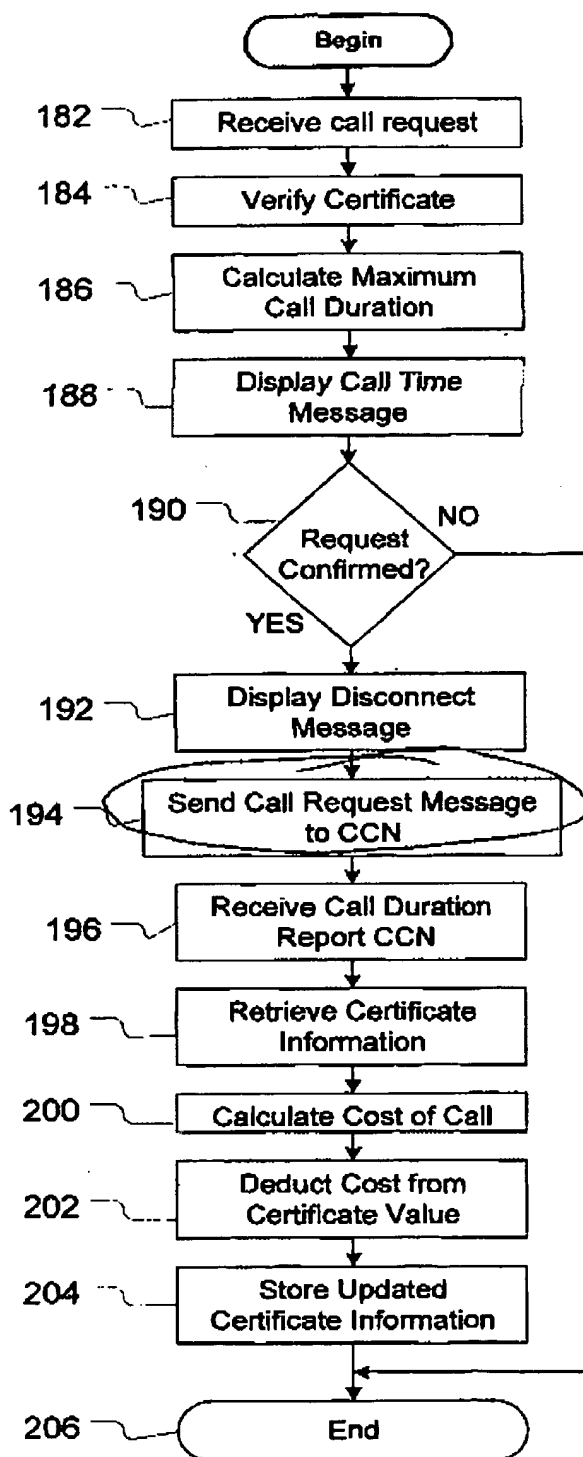 Begin
182
Receive call request
184
Verify Certificate
186
Calculate Maximum
Call Duration
188
Display Call Time
Message
190
Request
Confirmed?
NO
YES
192
Display Disconnect
Message
194
Send Call Request Message
to CCN
196
Receive Call Duration
Report CCN
198
Retrieve Certificate
Information
200
Calculate Cost of Call
202
Deduct Cost from
Certificate Value
204
Store Updated
Certificate Information
206
End